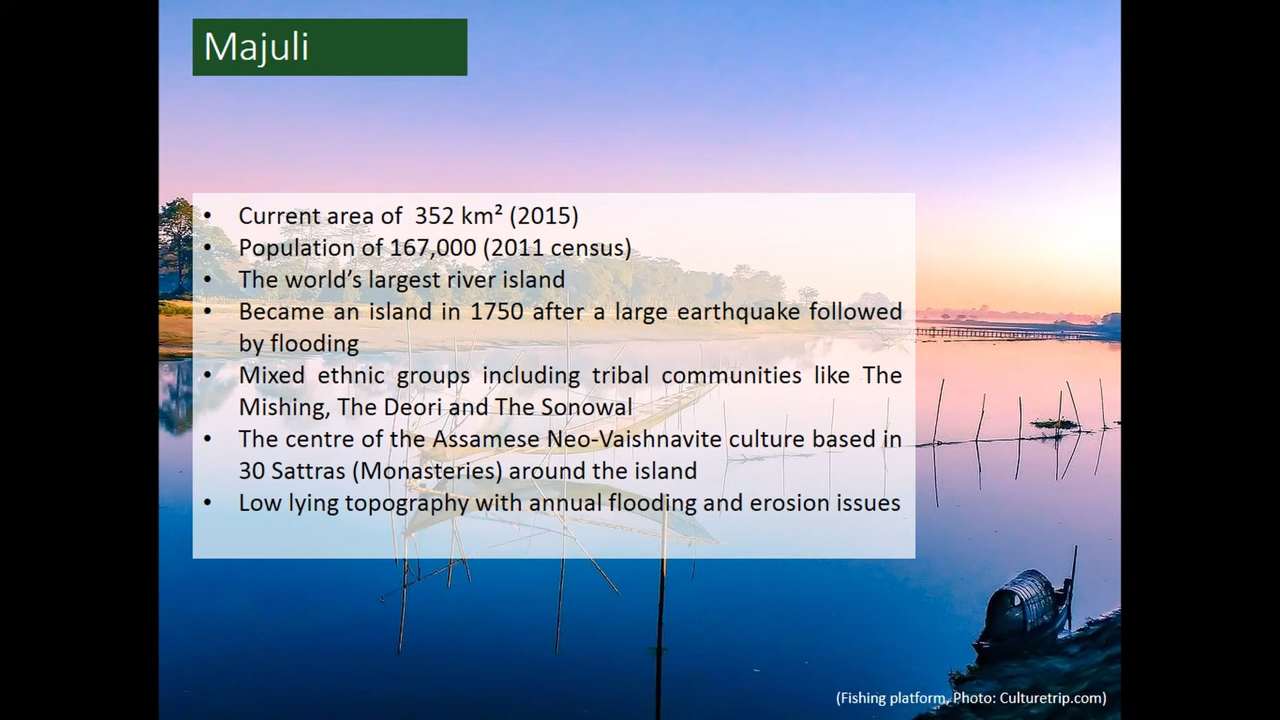 Majuli
• Current area of 352 km² (2015)
• Population of 167,000 (2011 census)
• The world’s largest river island
• Became an island in 1750 after a large earthquake followed
by flooding
• Mixed ethnic groups including tribal communities like The
Mishing, The Deori and The Sonowal
• The centre of the Assamese Neo-Vaishnavite culture based in
30 Sattras (Monasteries) around the island
• Low lying topography with annual flooding and erosion issues
(Fishing platform, Photo: Culturetrip.com)